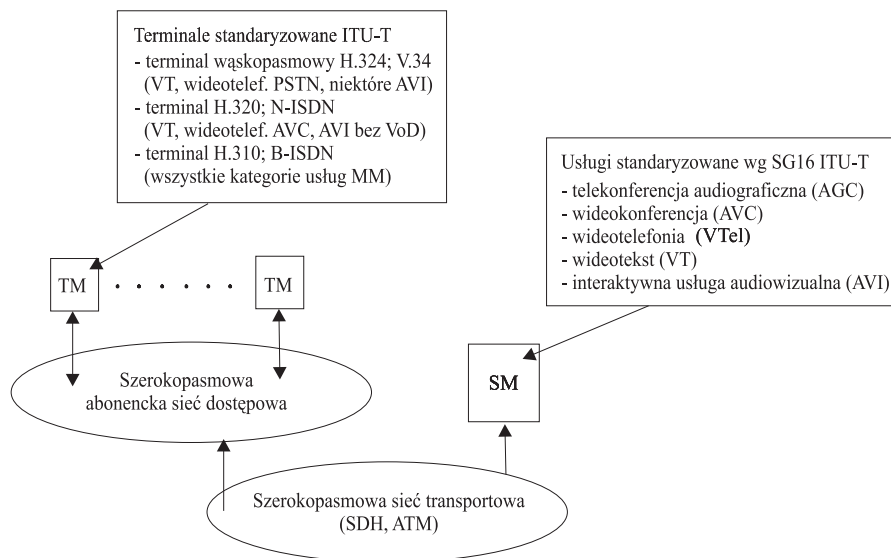 Terminale standaryzowane ITU-T
- terminal wąskopasmowy H.324; V.34
(VT, wideotelef. PSTN, niektóre AVI)
- terminal H.320; N-ISDN
(VT, wideotelef. AVC, AVI bez VoD)
- terminal H.310; B-ISDN
(wszystkie kategorie usług MM)
Usługi standaryzowane wg SG16 ITU-T
- telekonferencja audiograficzna (AGC)
- wideokonferencja (AVC)
- wideotelefonia (VTel)
- wideotekst (VT)
- interaktywna usługa audiowizualna (AVI)
TM
TM
Szerokopasmowa
abonencka sieć dostępowa
SM
Szerokopasmowa sieć transportowa
(SDH, ATM)